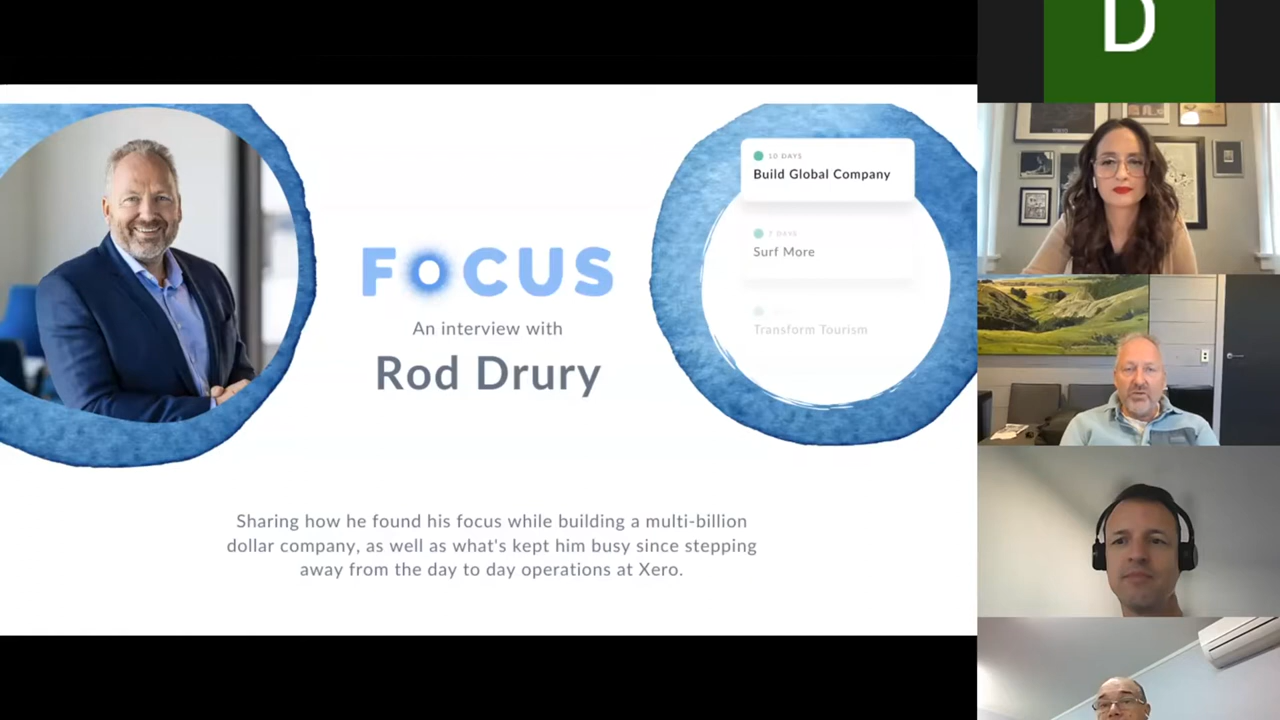 FOCUS
An interview with
Rod Drury
Sharing how he found his focus while building a multi-billion
dollar company, as well as what's kept him busy since stepping
away from the day to day operations at Xero.
10 DAYS
Build Global Company
7 DAYS
Surf More
Transform Tourism
D